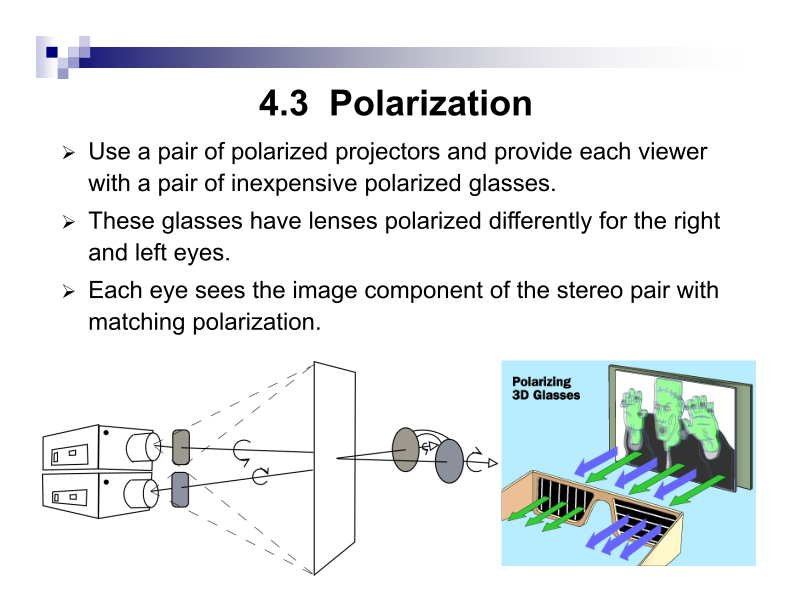 4.3 Polarization
➢ Use a pair of polarized projectors and provide each viewer
with a pair of inexpensive polarized glasses.
➢ These glasses have lenses polarized differently for the right
and left eyes.
➢ Each eye sees the image component of the stereo pair with
matching polarization.
Polarizing
3D Glasses